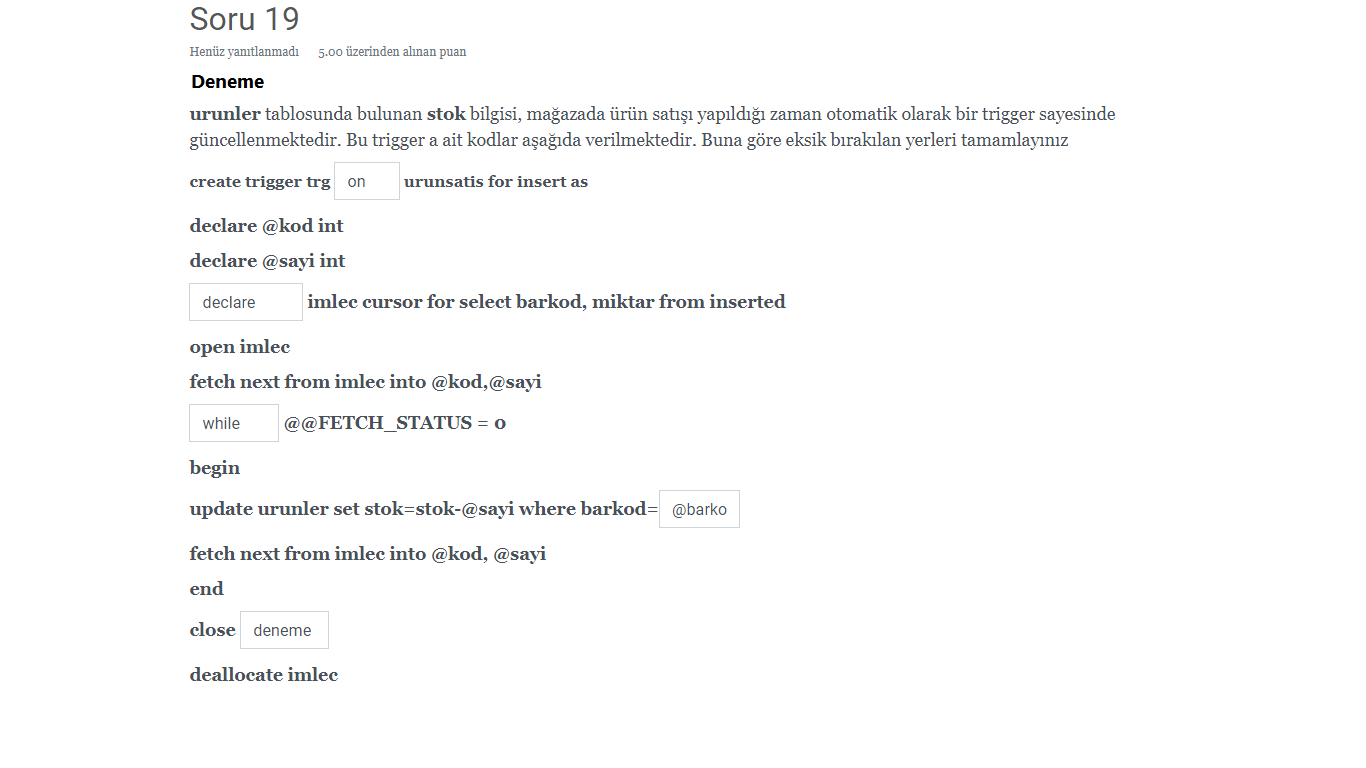 Soru 19
Henüz yanıtlanmadı 5.00 üzerinden alınan puan
Deneme
urunler tablosunda bulunan stok bilgisi, mağazada ürün satışı yapıldığı zaman otomatik olarak bir trigger sayesinde
güncellenmektedir. Bu trigger a ait kodlar aşağıda verilmektedir. Buna göre eksik bırakılan yerleri tamamlayınız
create trigger trg on urunsatis for insert as
declare @kod int
declare @sayi int
declare imlec cursor for select barkod, miktar from inserted
open imlec
fetch next from imlec into @kod,@sayi
while @@FETCH_STATUS = 0
begin
update urunler set stok=stok-@sayi where barkod=@barko
fetch next from imlec into @kod, @sayi
end
close deneme
deallocate imlec